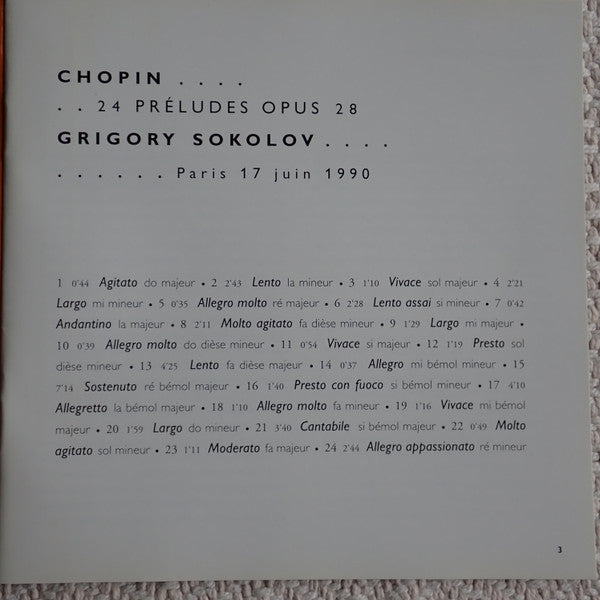 CHOPIN . . . .
. . 24 PRÉLUDES OPUS 28
GRIGORY SOKOLOV . . . .
. . . . . . Paris 17 juin 1990
1 0'44 Agitato do majeur • 2 2'43 Lento la mineur • 3 1'10 Vivace sol majeur • 4 2'21
Largo mi mineur • 5 0'35 Allegro molto ré majeur • 6 2'28 Lento assai si mineur • 7 0'42
Andantino la majeur • 8 2'11 Molto agitato fa dièse mineur • 9 1'29 Largo mi majeur •
10 0'39 Allegro molto do dièse mineur • 11 0'54 Vivace si majeur • 12 1'19 Presto sol
dièse mineur • 13 4'25 Lento fa dièse majeur • 14 0'37 Allegro mi bémol mineur • 15
7'14 Sostenuto ré bémol majeur • 16 1'40 Presto con fuoco si bémol mineur • 17 4'10
Allegretto la bémol majeur • 18 1'10 Allegro molto fa mineur • 19 1'16 Vivace mi bémol
majeur • 20 1'59 Largo do mineur • 21 3'40 Cantabile si bémol majeur • 22 0'49 Molto
agitato sol mineur • 23 1'11 Moderato fa majeur • 24 2'44 Allegro appassionato ré mineur
3